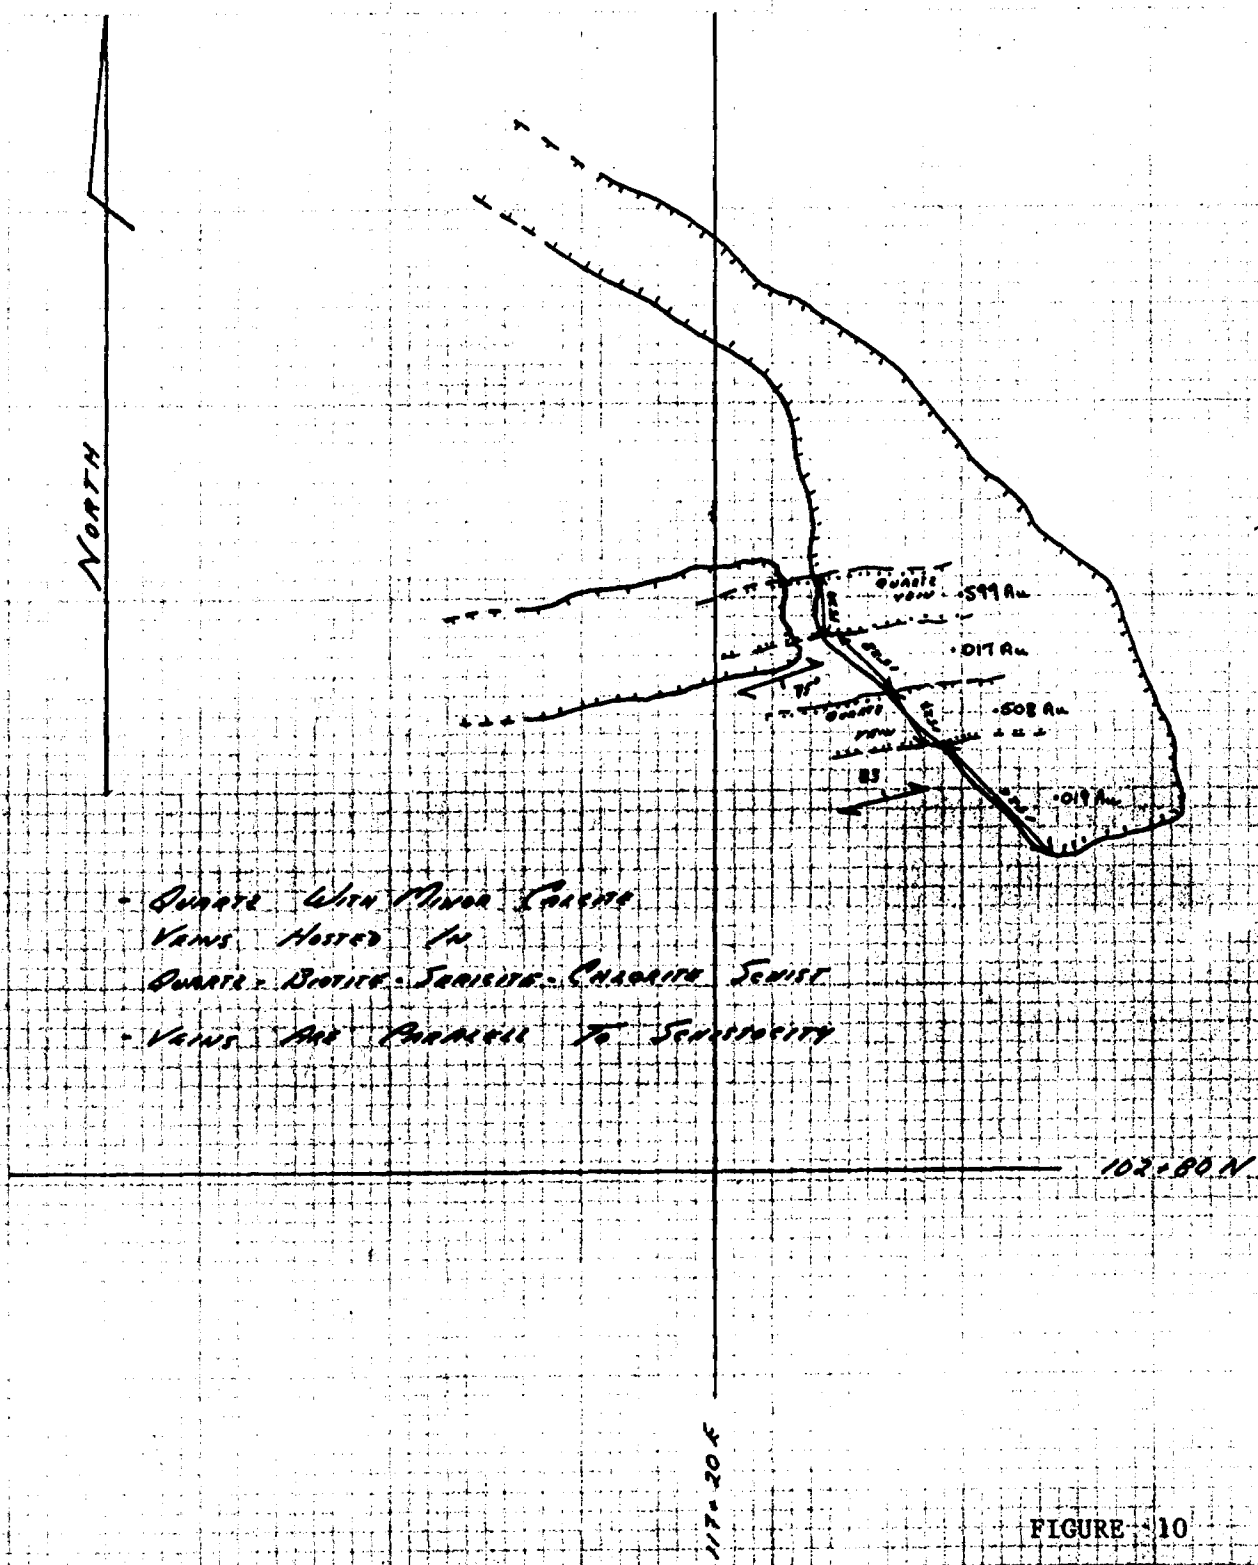 NORTH
QUARTZ
VEIN
.599 Au
.017 Au
75°
QUARTZ
VEIN
.508 Au
83
.019 Au
- QUARTZ WITH MINOR CALCITE
VEINS HOSTED IN
QUARTZ - BIOTITE - SERICITE - CHLORITE SCHIST
- VEINS ARE PARALLELL TO SCHISTOCITY
102+80 N
117+20 E
FIGURE 10